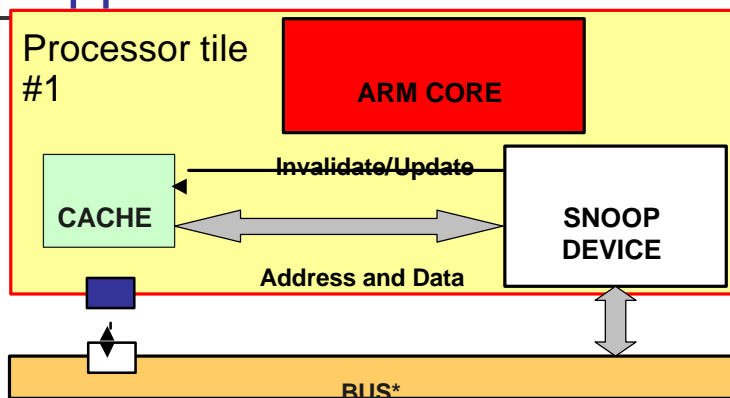 Processor tile
#1
ARM CORE
Invalidate/Update
CACHE
SNOOP
DEVICE
Address and Data
BUS*